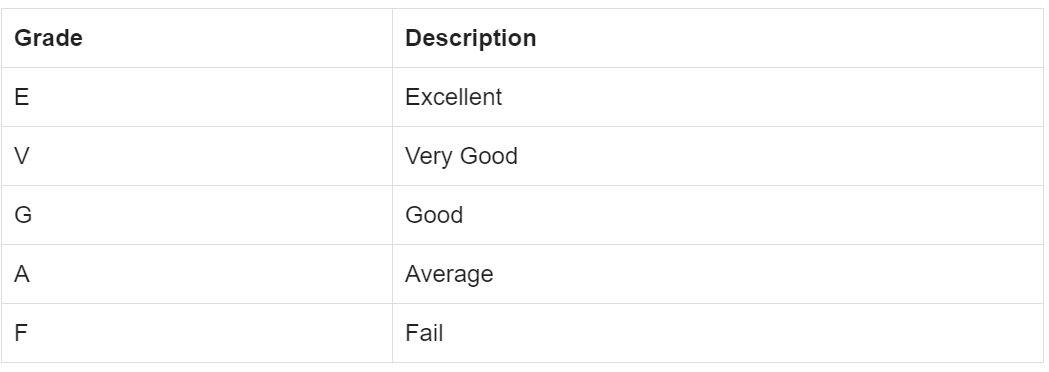 Grade Description
E Excellent
V Very Good
G Good
A Average
F Fail